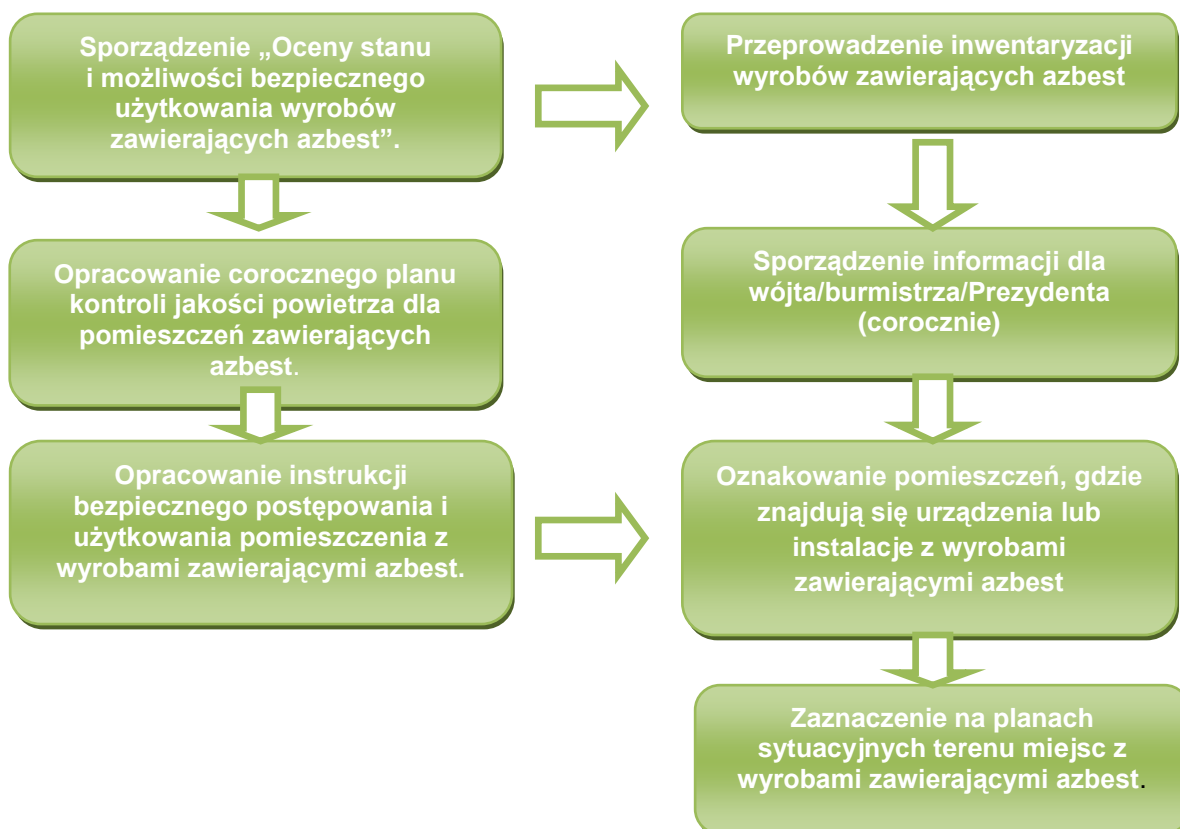 Sporządzenie „Oceny stanu
i możliwości bezpiecznego
użytkowania wyrobów
zawierających azbest”.
Przeprowadzenie inwentaryzacji
wyrobów zawierających azbest
Opracowanie corocznego planu
kontroli jakości powietrza dla
pomieszczeń zawierających
azbest.
Sporządzenie informacji dla
wójta/burmistrza/Prezydenta
(corocznie)
Opracowanie instrukcji
bezpiecznego postępowania i
użytkowania pomieszczenia z
wyrobami zawierającymi azbest.
Oznakowanie pomieszczeń, gdzie
znajdują się urządzenia lub
instalacje z wyrobami
zawierającymi azbest
Zaznaczenie na planach
sytuacyjnych terenu miejsc z
wyrobami zawierającymi azbest.